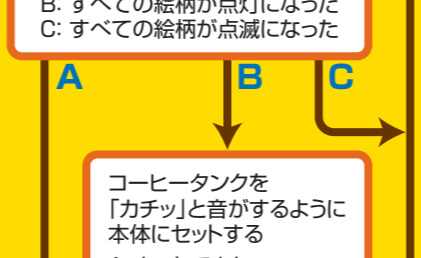 B: すべての絵柄が点灯になった
C: すべての絵柄が点滅になった
A
B
C
コーヒータンクを
「カチッ」と音がするように
本体にセットする